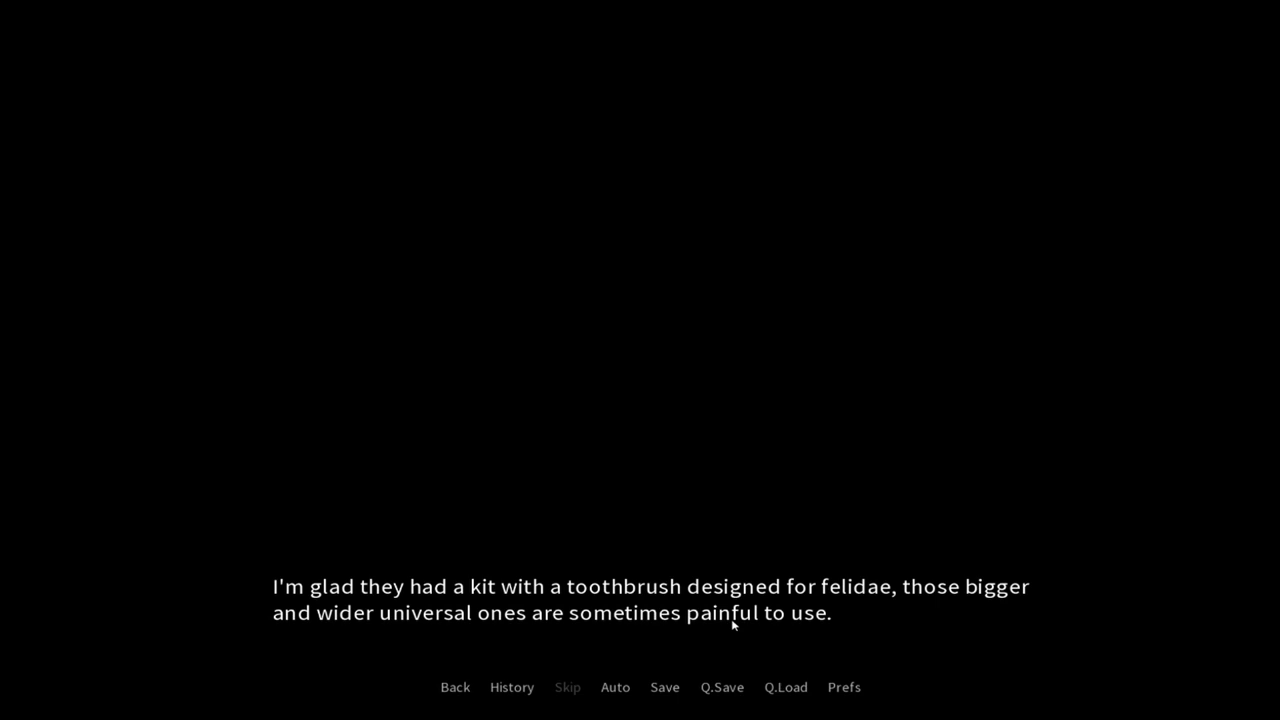 I'm glad they had a kit with a toothbrush designed for felidae, those bigger
and wider universal ones are sometimes painful to use.
Back History Skip Auto Save Q.Save Q.Load Prefs